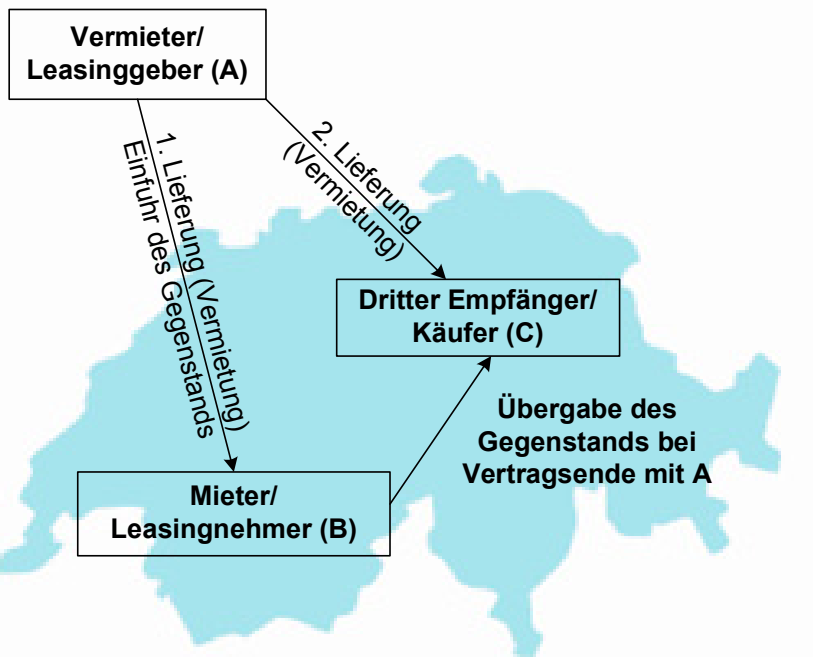 Vermieter/
Leasinggeber (A)
1. Lieferung (Vermietung)
Einfuhr des Gegenstands
2. Lieferung
(Vermietung)
Dritter Empfänger/
Käufer (C)
Übergabe des
Gegenstands bei
Vertragsende mit A
Mieter/
Leasingnehmer (B)